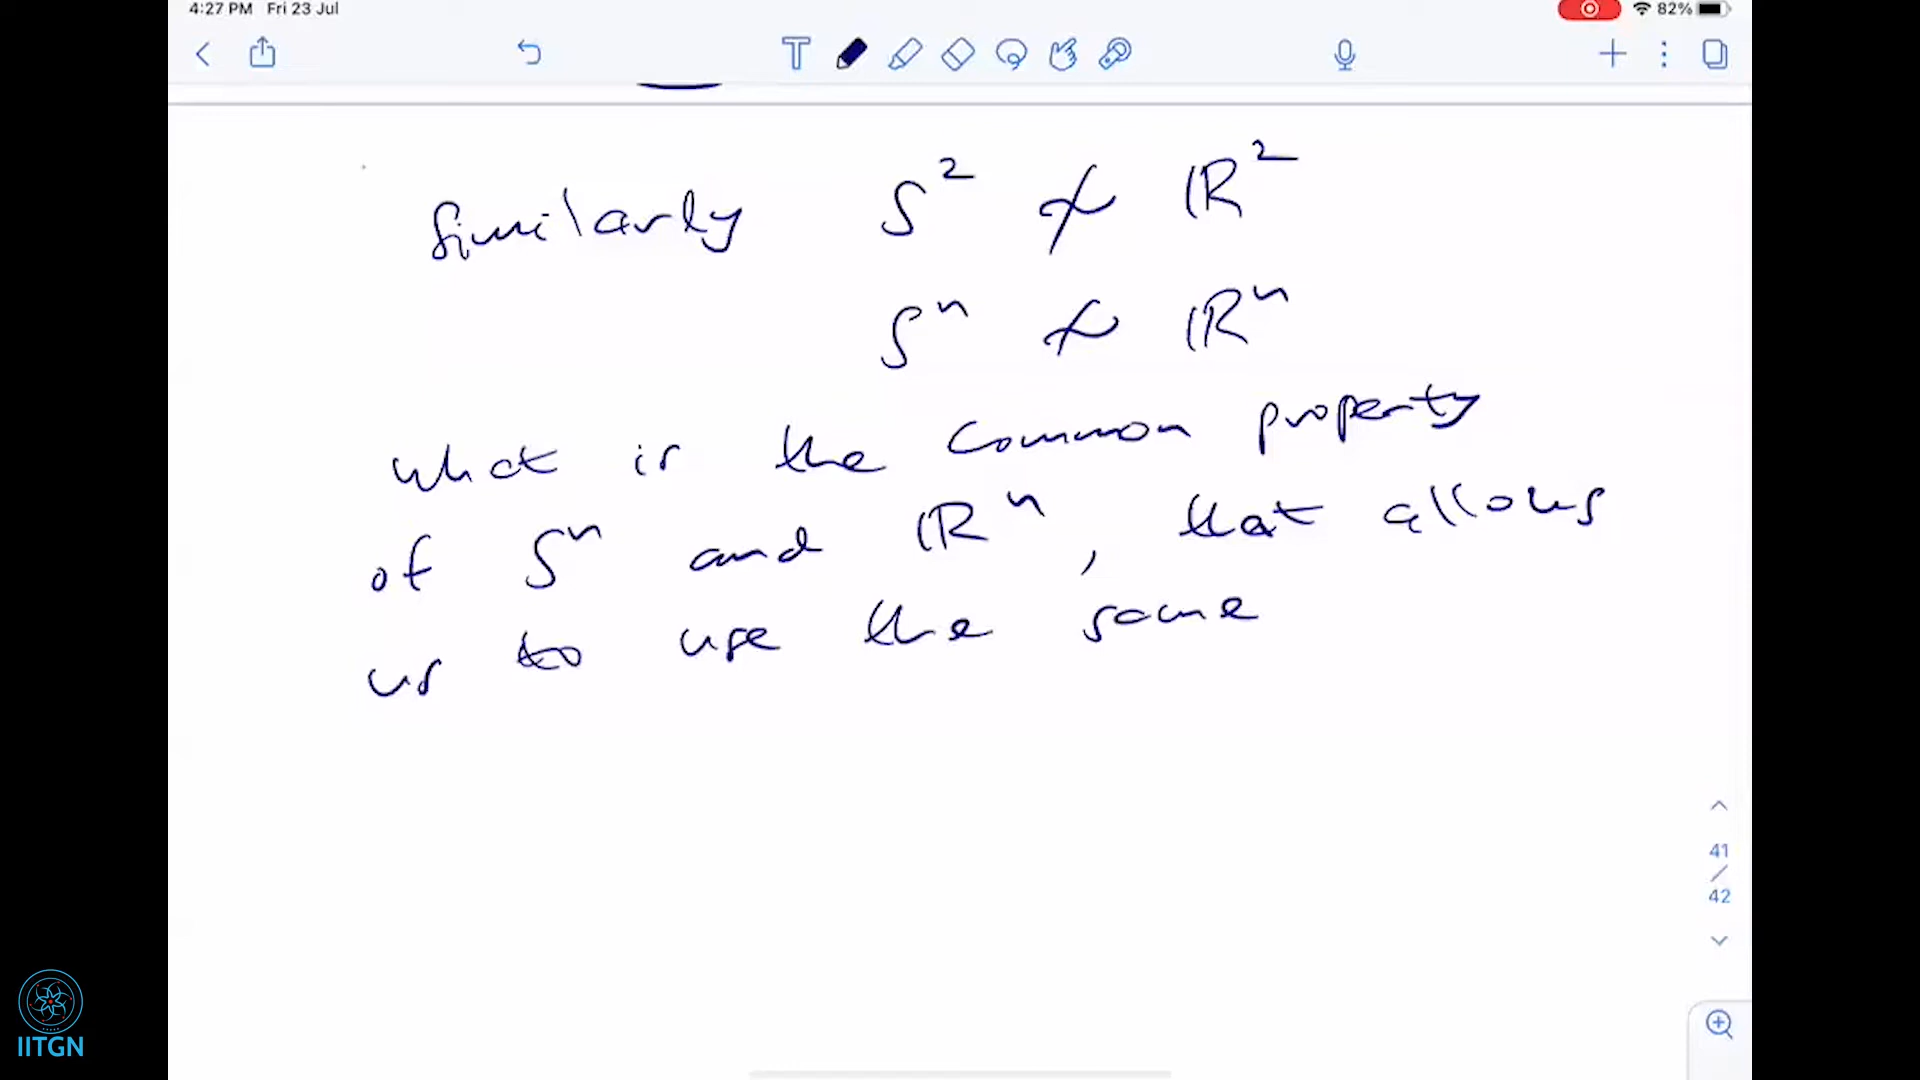 4:27 PM Fri 23 Jul
82%
Similarly S² ≁ ℝ²
Sⁿ ≁ ℝⁿ
What is the common property
of Sⁿ and ℝⁿ, that allows
us to use the same
41
/
42
IITGN